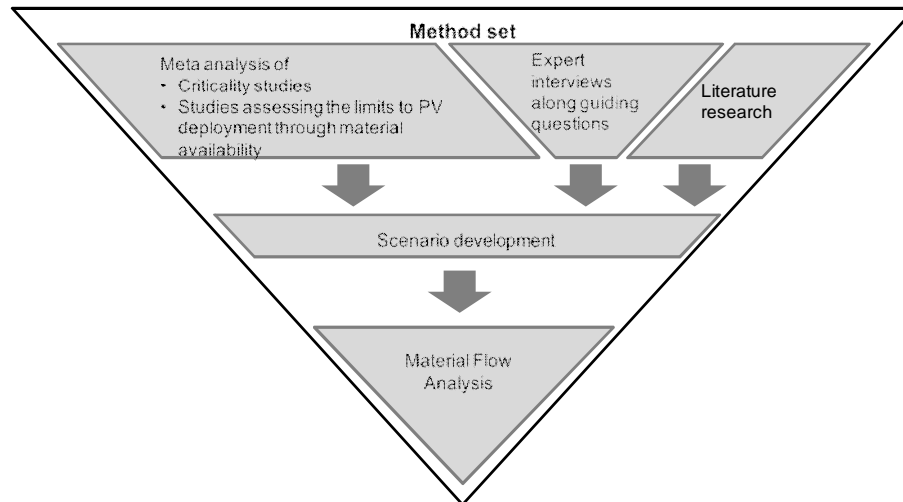 Method set
Meta analysis of
• Criticality studies
• Studies assessing the limits to PV
deployment through material
availability
Expert
interviews
along guiding
questions
Literature
research
Scenario development
Material Flow
Analysis